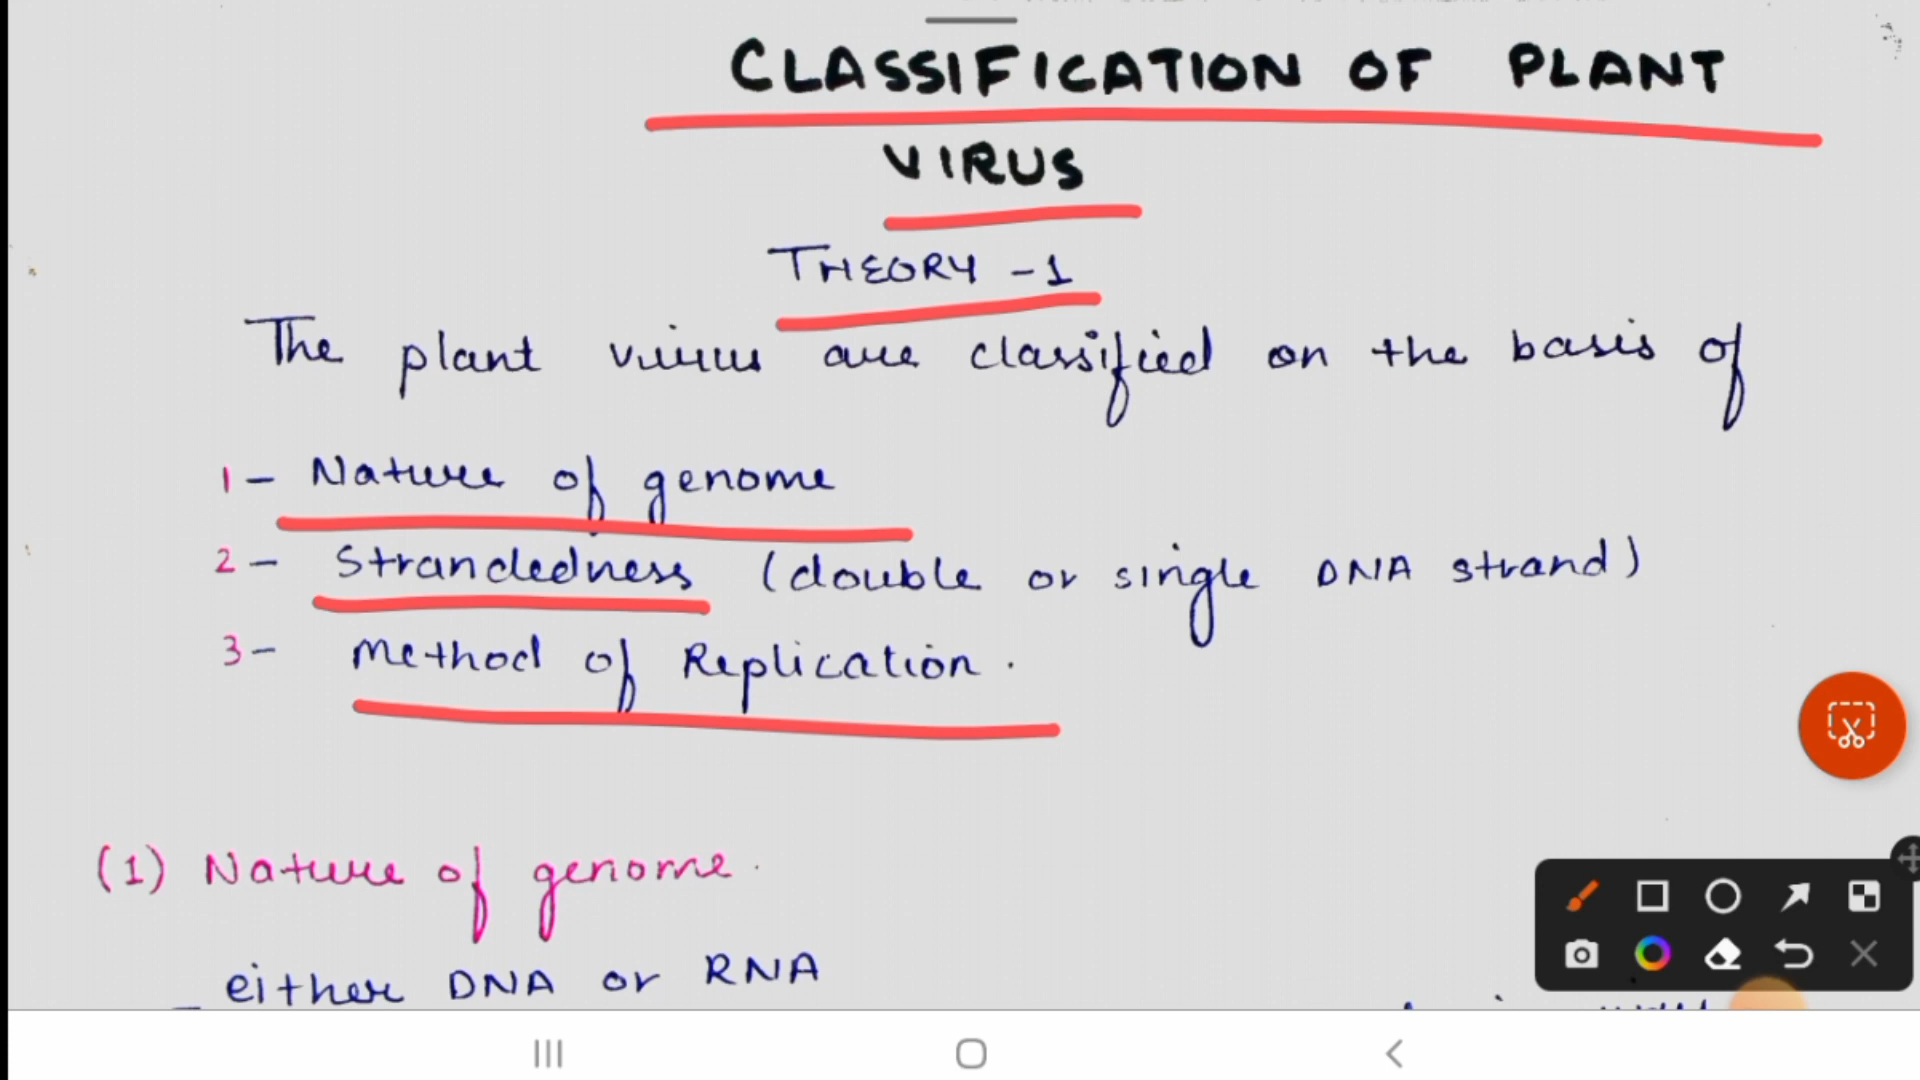 CLASSIFICATION OF PLANT
VIRUS
THEORY -1
The plant virus are classified on the basis of
1 - Nature of genome
2 - Strandedness (double or single DNA strand)
3 - Method of Replication.
(1) Nature of genome.
- either DNA or RNA